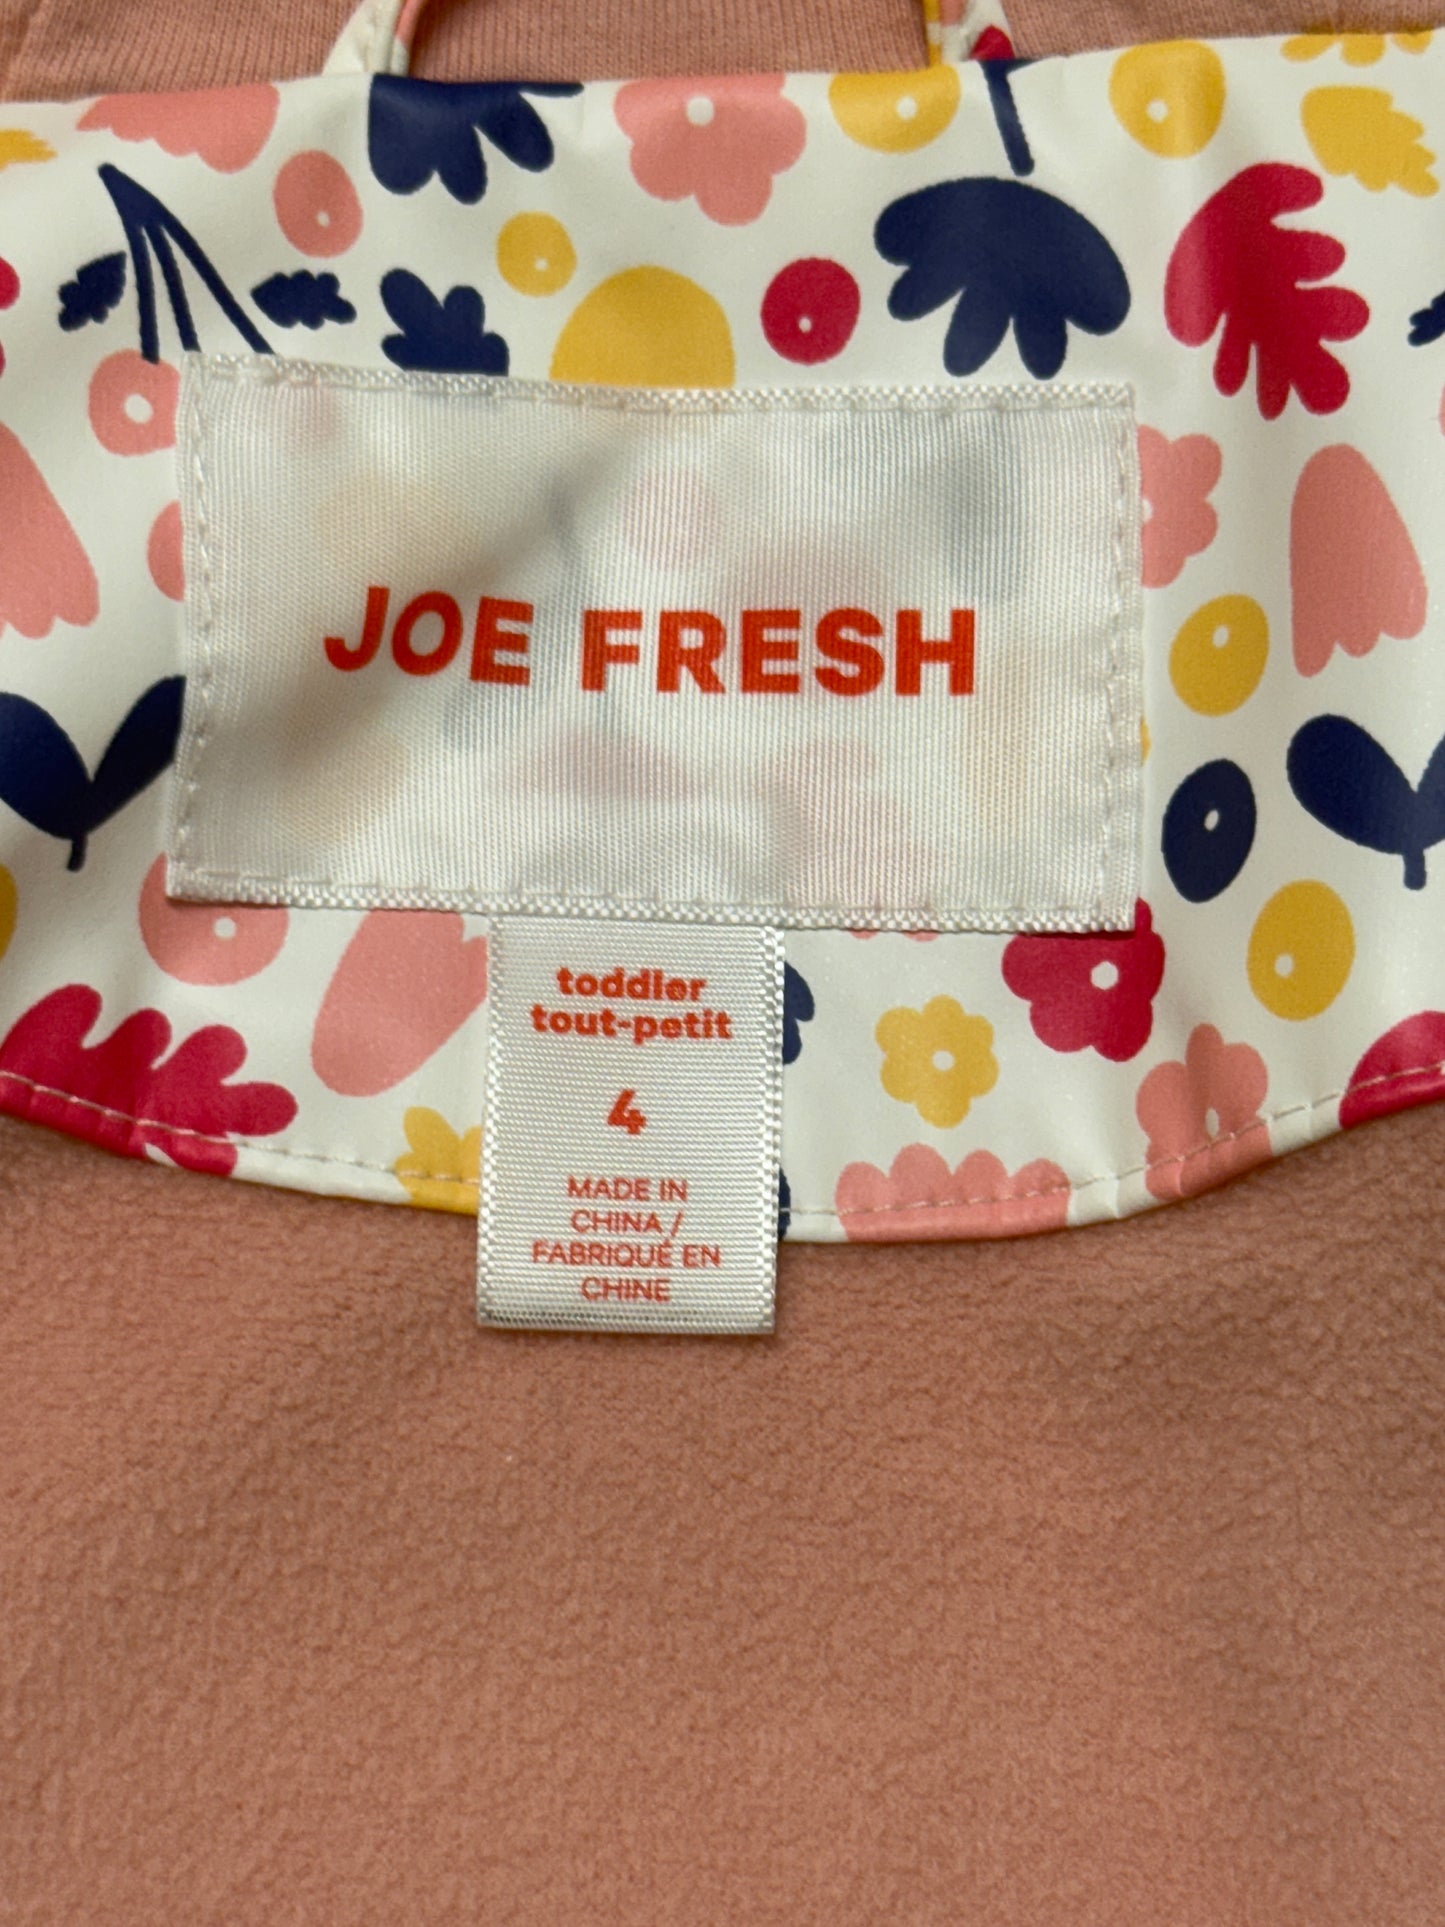 JOE FRESH
toddler
tout-petit
4
MADE IN
CHINA /
FABRIQUÉ EN
CHINE